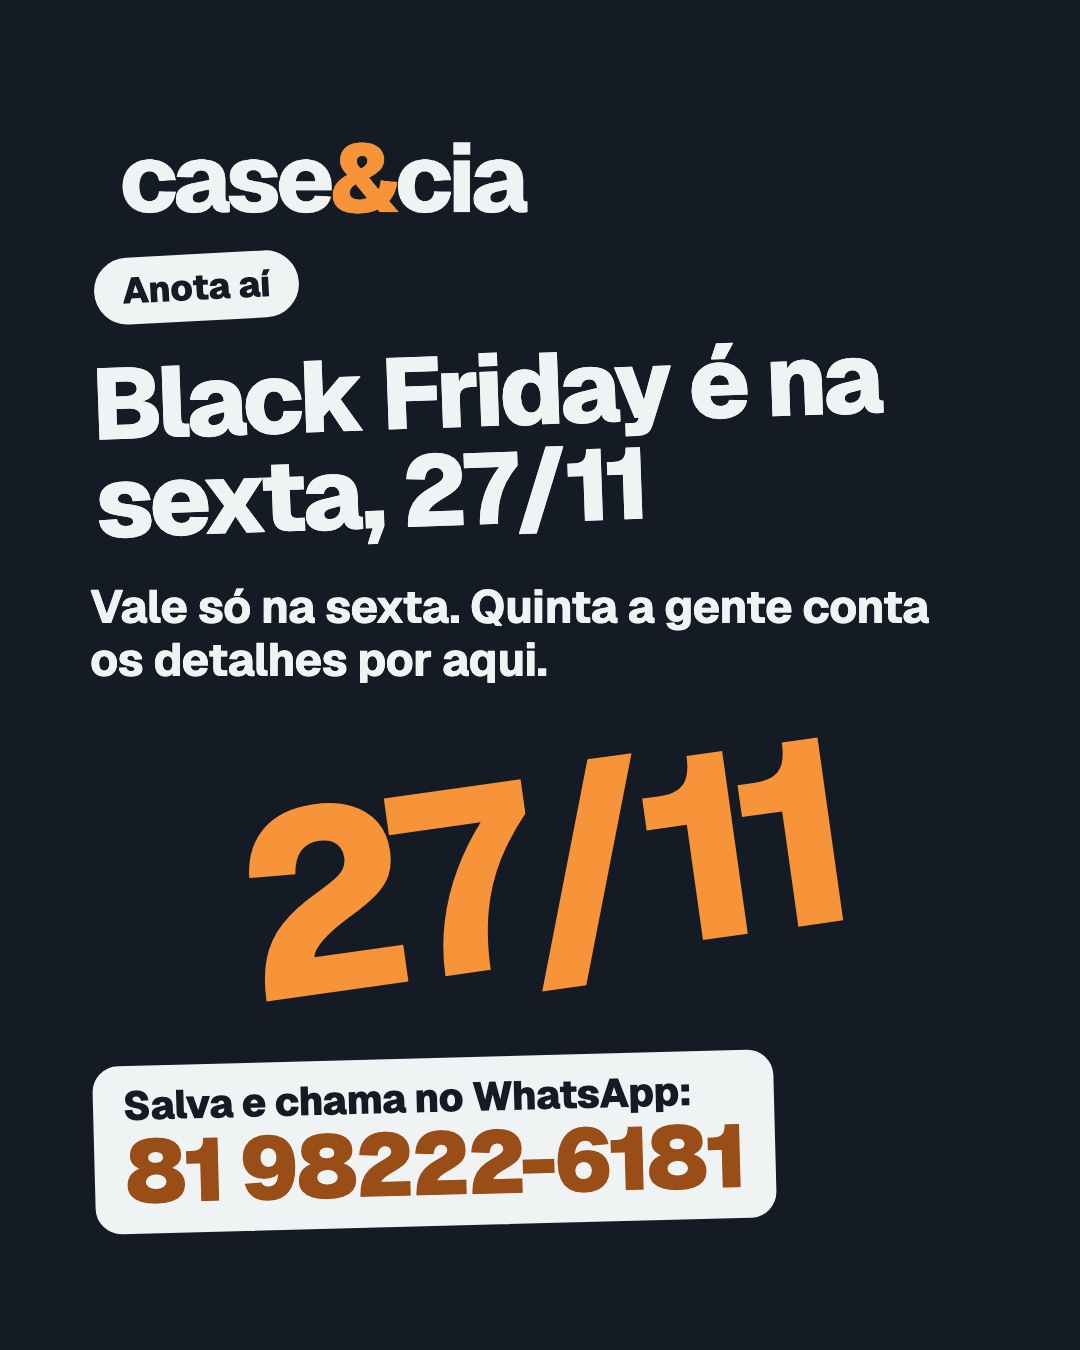 case&cia
Anota aí
Black Friday é na
sexta, 27/11
Vale só na sexta. Quinta a gente conta
os detalhes por aqui.
27/11
Salva e chama no WhatsApp:
81 98222-6181